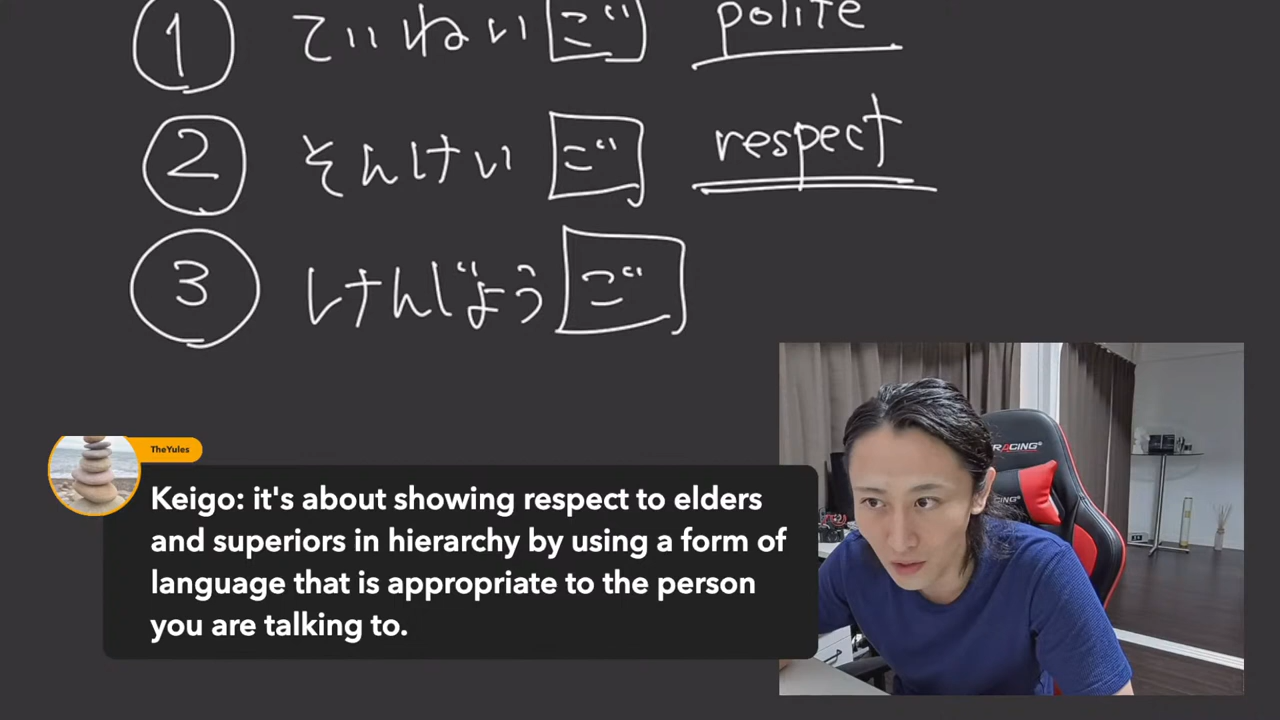 1 ていねいご polite
2 そんけいご respect
3 けんじょうご
TheYules
Keigo: it's about showing respect to elders
and superiors in hierarchy by using a form of
language that is appropriate to the person
you are talking to.
RACING